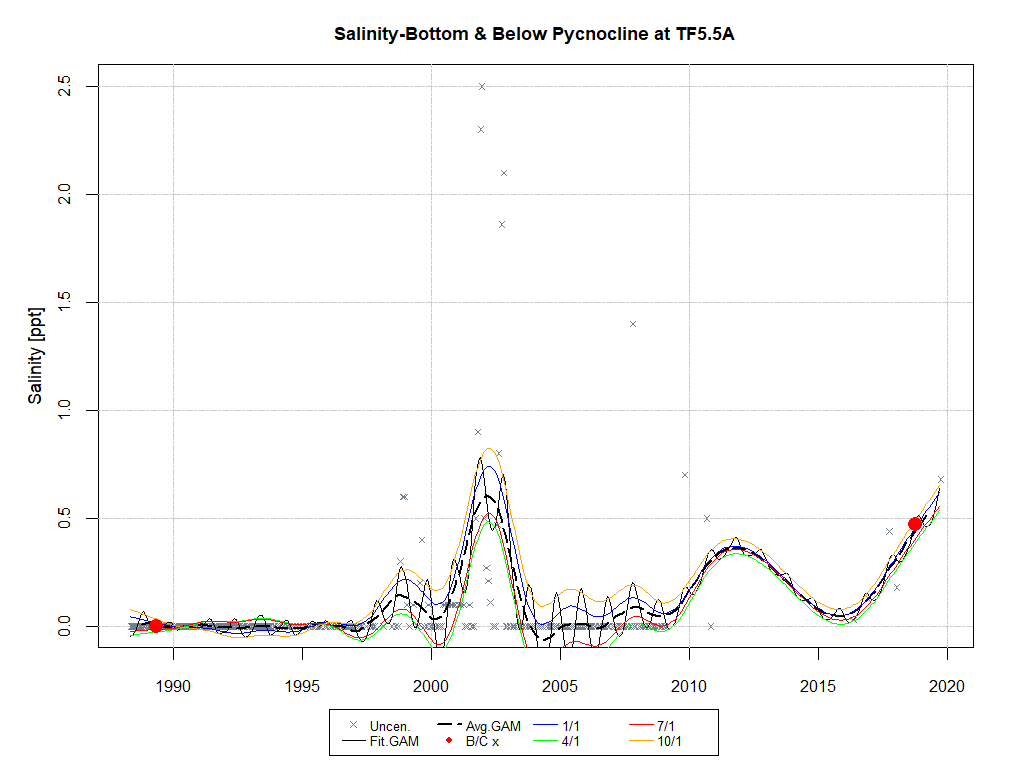 Salinity-Bottom & Below Pycnocline at TF5.5A
Salinity [ppt]
2.5
2.0
1.5
1.0
0.5
0.0
1990 1995 2000 2005 2010 2015 2020
Uncen. Avg.GAM 1/1 7/1
Fit.GAM B/C x 4/1 10/1